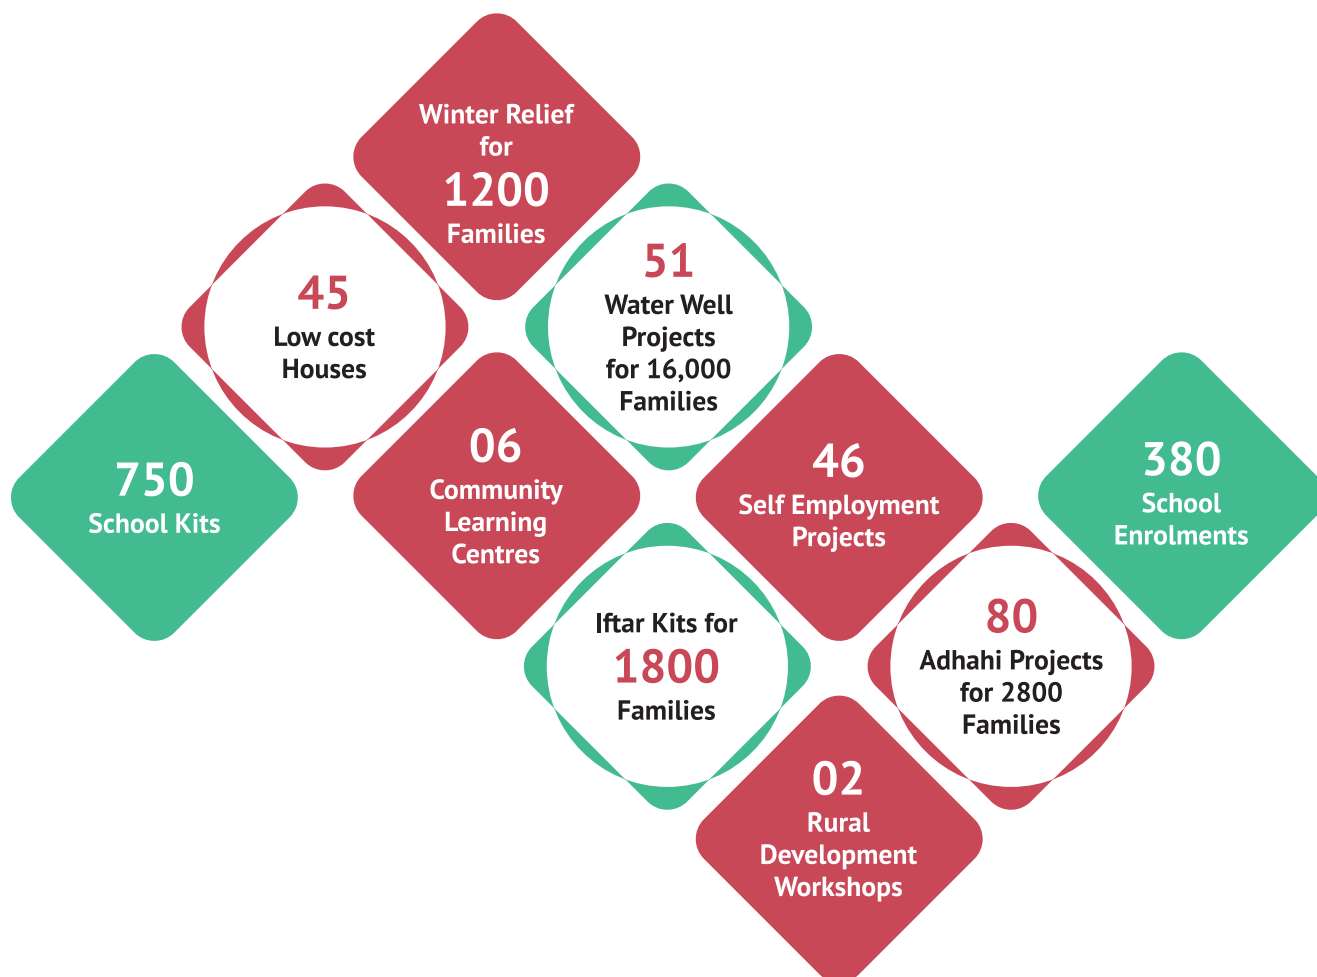 Winter Relief
for
1200
Families
45
Low cost
Houses
51
Water Well
Projects
for 16,000
Families
750
School Kits
06
Community
Learning
Centres
46
Self Employment
Projects
380
School
Enrolments
Iftar Kits for
1800
Families
80
Adhahi Projects
for 2800
Families
02
Rural
Development
Workshops